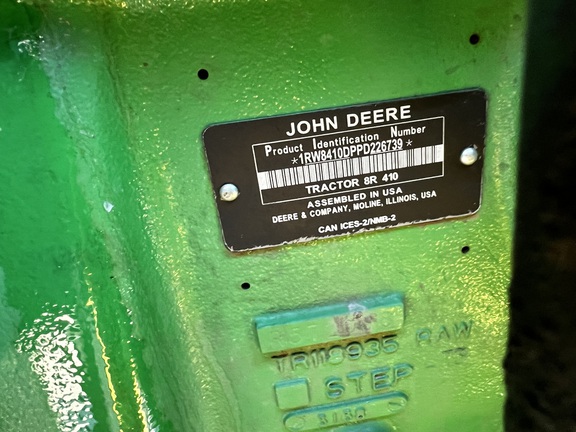 JOHN DEERE
Product Identification Number
*1RW8410DPPD226739*
TRACTOR 8R 410
ASSEMBLED IN USA
DEERE & COMPANY, MOLINE, ILLINOIS, USA
CAN ICES-2/NMB-2
RAW
STEP